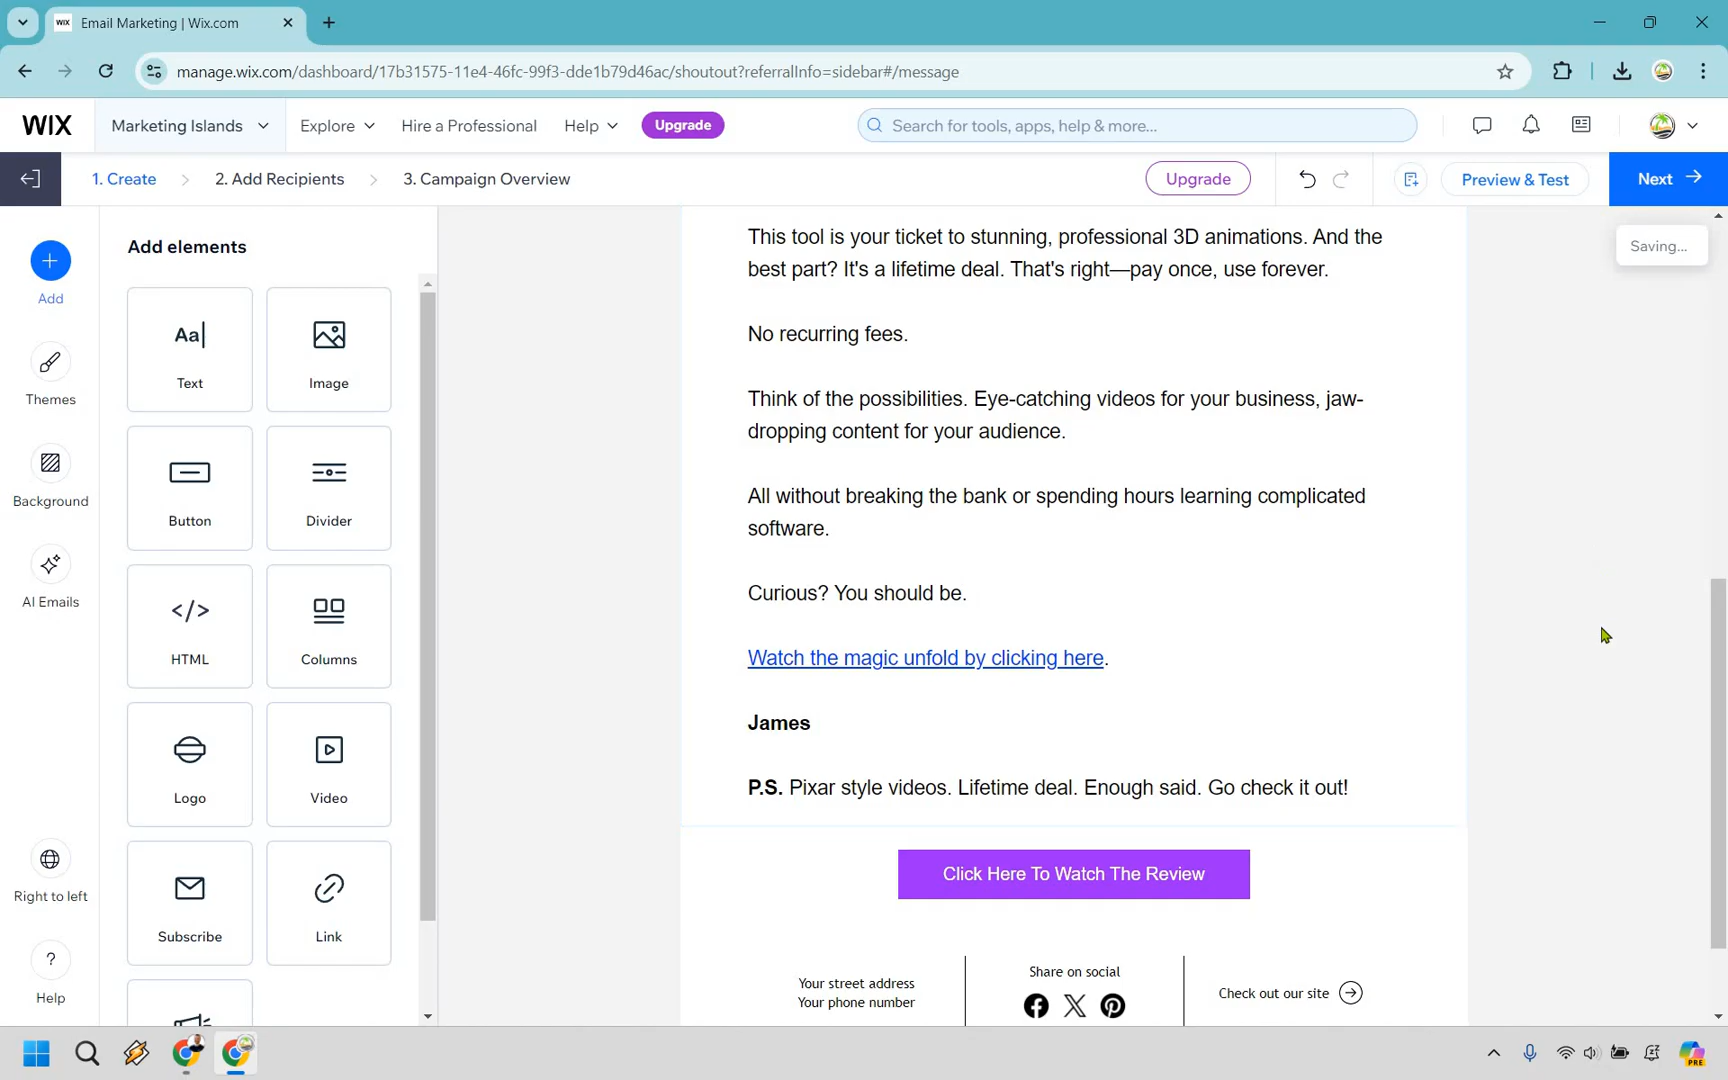 WIX Email Marketing | Wix.com
manage.wix.com/dashboard/17b31575-11e4-46fc-99f3-dde1b79d46ac/shoutout?referralInfo=sidebar#/message
WIX Marketing Islands Explore Hire a Professional Help Upgrade Search for tools, apps, help & more...
1. Create 2. Add Recipients 3. Campaign Overview Upgrade Preview & Test Next
Saving...
Add
Themes
Background
AI Emails
Right to left
?
Help
Add elements
Aa
Text Image
Button Divider
</>
HTML Columns
Logo Video
Subscribe Link
This tool is your ticket to stunning, professional 3D animations. And the
best part? It's a lifetime deal. That's right—pay once, use forever.
No recurring fees.
Think of the possibilities. Eye-catching videos for your business, jaw-
dropping content for your audience.
All without breaking the bank or spending hours learning complicated
software.
Curious? You should be.
Watch the magic unfold by clicking here.
James
P.S. Pixar style videos. Lifetime deal. Enough said. Go check it out!
Click Here To Watch The Review
Your street address
Your phone number
Share on social
Check out our site
PRE